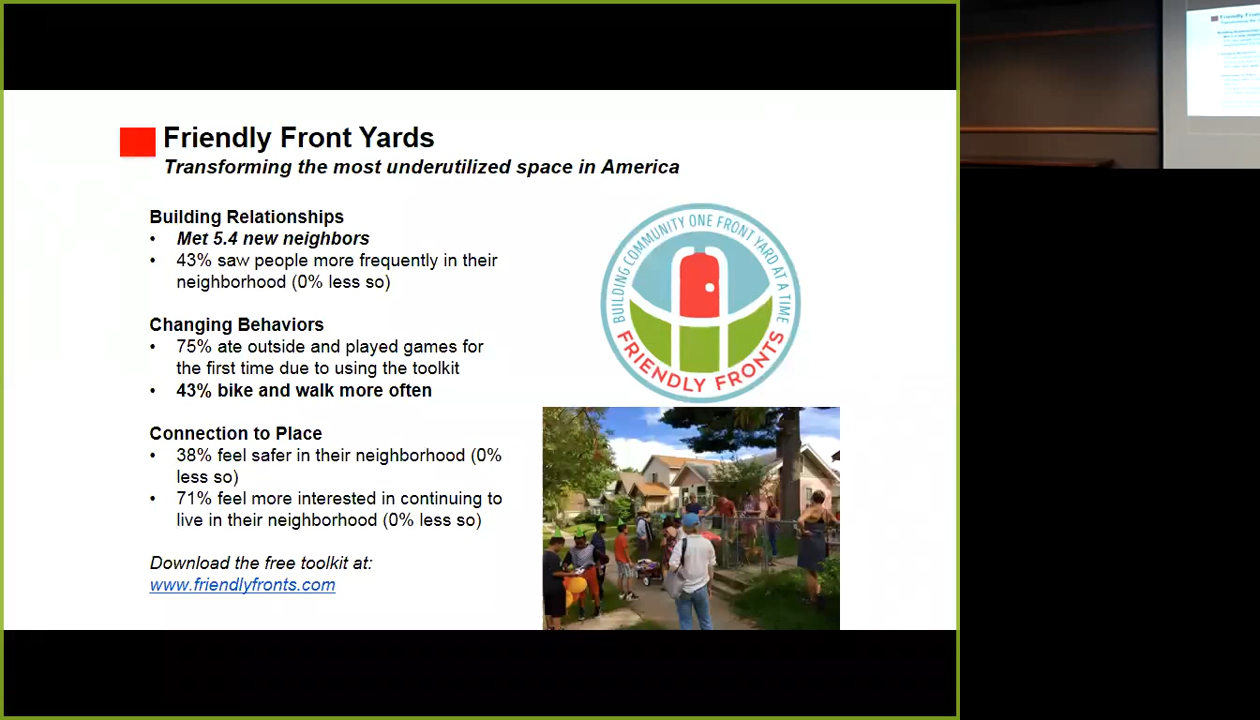 Friendly Front Yards
Transforming the most underutilized space in America
Building Relationships
• Met 5.4 new neighbors
• 43% saw people more frequently in their
neighborhood (0% less so)
Changing Behaviors
• 75% ate outside and played games for
the first time due to using the toolkit
• 43% bike and walk more often
Connection to Place
• 38% feel safer in their neighborhood (0%
less so)
• 71% feel more interested in continuing to
live in their neighborhood (0% less so)
Download the free toolkit at:
www.friendlyfronts.com
BUILDING COMMUNITY ONE FRONT YARD AT A TIME
FRIENDLY FRONTS
Friendly Fron